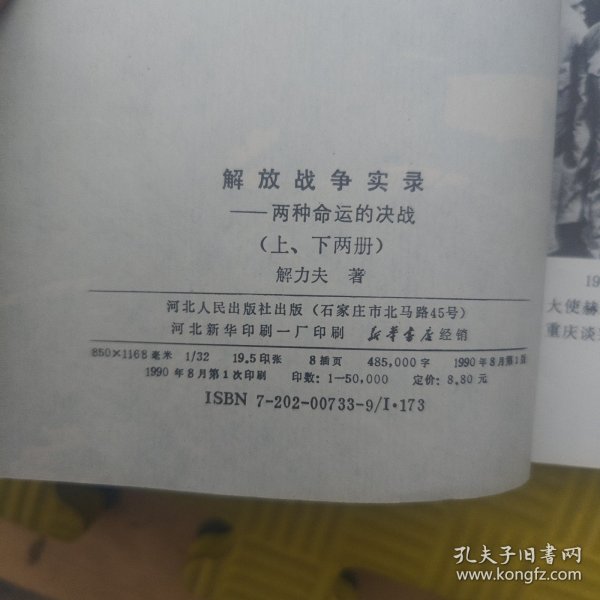 解放战争实录
——两种命运的决战
(上、下两册)
解力夫 著
河北人民出版社出版(石家庄市北马路45号)
河北新华印刷一厂印刷 新华书店经销
850×1168毫米 1/32 19.5印张 8插页 485,000字 1990年8月第1版
1990年8月第1次印刷 印数:1—50,000 定价:8.80元
ISBN 7-202-00733-9/I·173
19
大使赫
重庆谈
孔夫子旧书网
www.kongfz.com